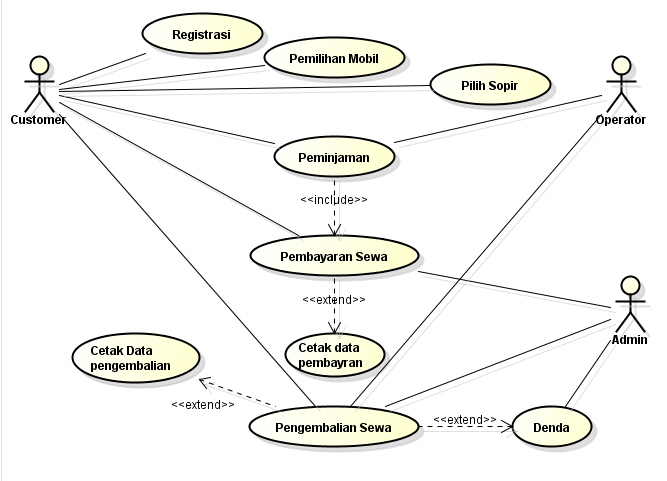 Registrasi
Pemilihan Mobil
Pilih Sopir
Customer
Operator
Peminjaman
<<include>>
Pembayaran Sewa
<<extend>>
Admin
Cetak Data
pengembalian
Cetak data
pembayran
<<extend>>
<<extend>>
Pengembalian Sewa
Denda